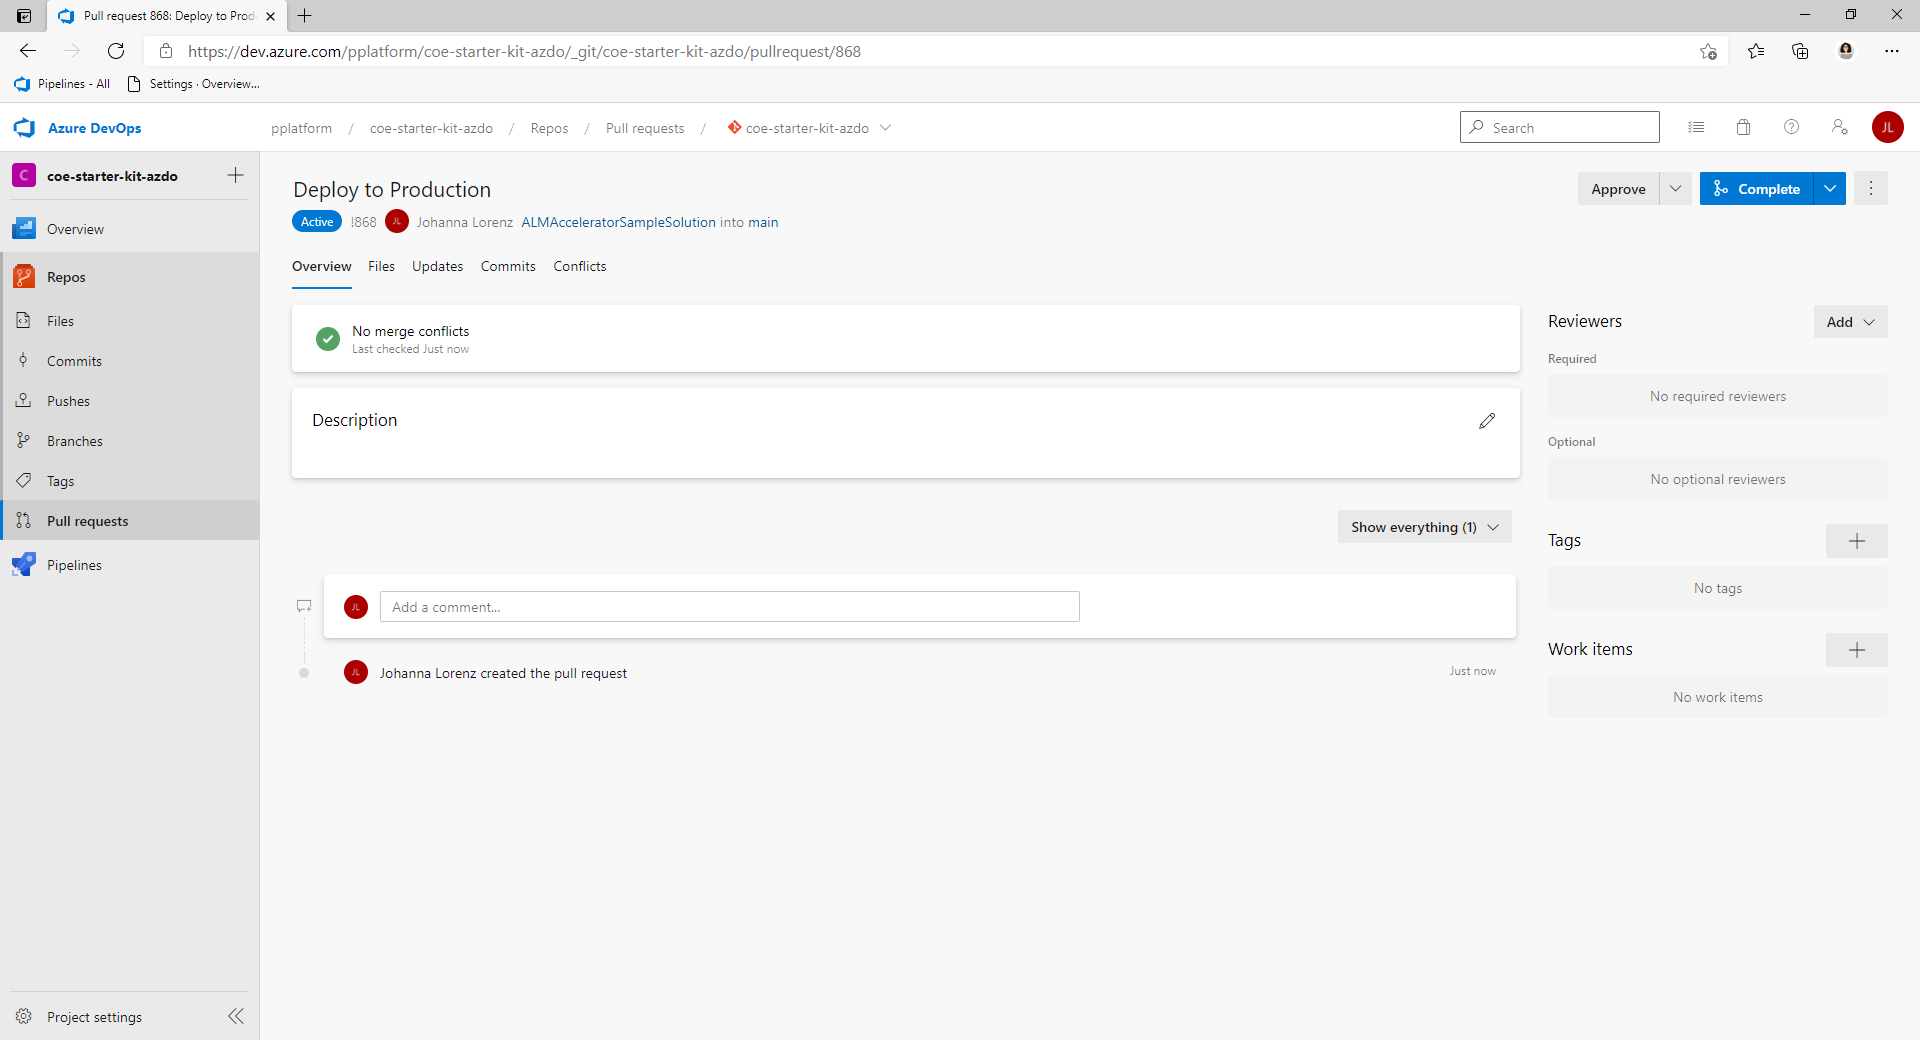 Pull request 868: Deploy to Prod
https://dev.azure.com/pplatform/coe-starter-kit-azdo/_git/coe-starter-kit-azdo/pullrequest/868
Pipelines - All
Settings · Overview...
Azure DevOps
pplatform / coe-starter-kit-azdo / Repos / Pull requests / coe-starter-kit-azdo
Search
JL
C
coe-starter-kit-azdo
Overview
Repos
Files
Commits
Pushes
Branches
Tags
Pull requests
Pipelines
Project settings
Deploy to Production
Approve
Complete
Active !868 JL Johanna Lorenz ALMAcceleratorSampleSolution into main
Overview Files Updates Commits Conflicts
No merge conflicts
Last checked Just now
Description
Show everything (1)
JL
Add a comment...
JL
Johanna Lorenz created the pull request
Just now
Reviewers
Add
Required
No required reviewers
Optional
No optional reviewers
Tags
No tags
Work items
No work items